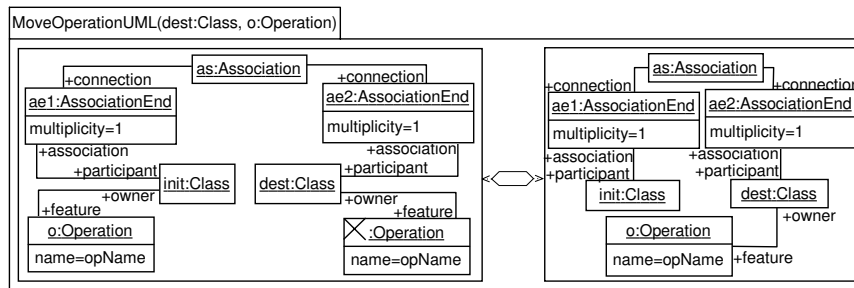 MoveOperationUML(dest:Class, o:Operation)
as:Association
+connection
+connection
ae1:AssociationEnd
multiplicity=1
ae2:AssociationEnd
multiplicity=1
+association
+association
+participant
+participant
init:Class
dest:Class
+owner
+owner
+feature
+feature
o:Operation
name=opName
:Operation
name=opName
as:Association
+connection
+connection
ae1:AssociationEnd
multiplicity=1
ae2:AssociationEnd
multiplicity=1
+association
+association
+participant
+participant
init:Class
dest:Class
+owner
o:Operation
name=opName
+feature